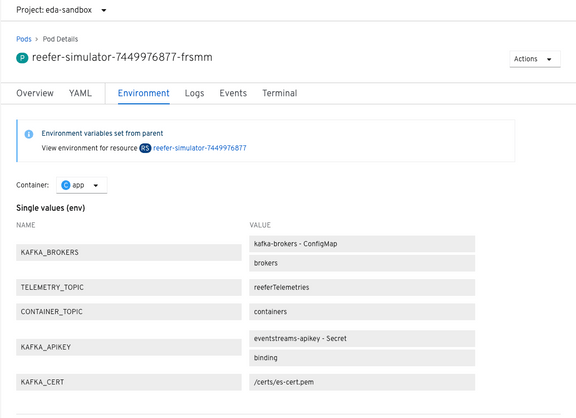 Project: eda-sandbox
Pods > Pod Details
P reefer-simulator-7449976877-frsmm
Actions
Overview YAML Environment Logs Events Terminal
Environment variables set from parent
View environment for resource RS reefer-simulator-7449976877
Container: C app
Single values (env)
NAME VALUE
KAFKA_BROKERS
kafka-brokers - ConfigMap
brokers
TELEMETRY_TOPIC reeferTelemetries
CONTAINER_TOPIC containers
KAFKA_APIKEY
eventstreams-apikey - Secret
binding
KAFKA_CERT /certs/es-cert.pem